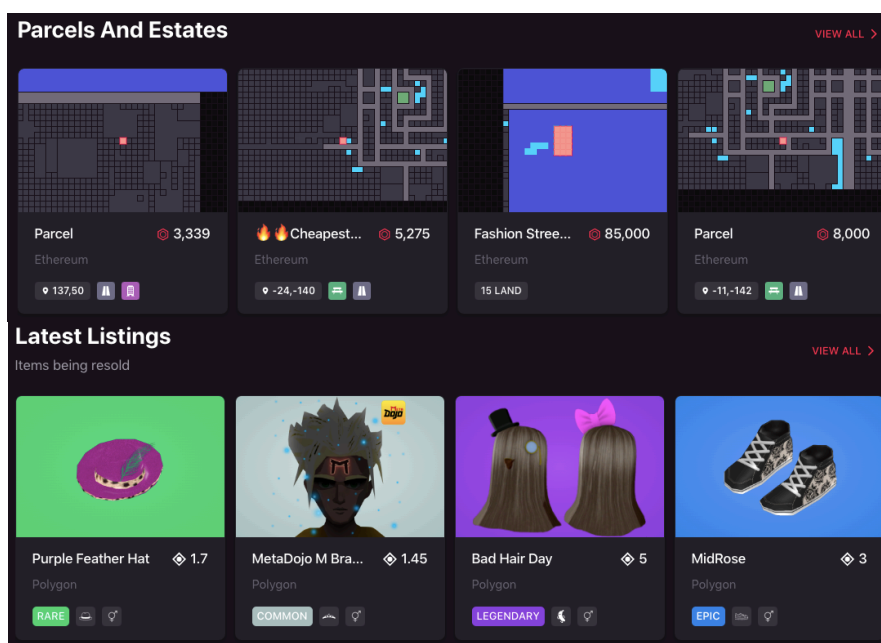 Parcels And Estates
VIEW ALL
Parcel 3,339
Ethereum
137,50
🔥🔥Cheapest... 5,275
Ethereum
-24,-140
Fashion Stree... 85,000
Ethereum
15 LAND
Parcel 8,000
Ethereum
-11,-142
Latest Listings
VIEW ALL
Items being resold
Dojo
Purple Feather Hat 1.7
Polygon
RARE
MetaDojo M Bra... 1.45
Polygon
COMMON
Bad Hair Day 5
Polygon
LEGENDARY
MidRose 3
Polygon
EPIC